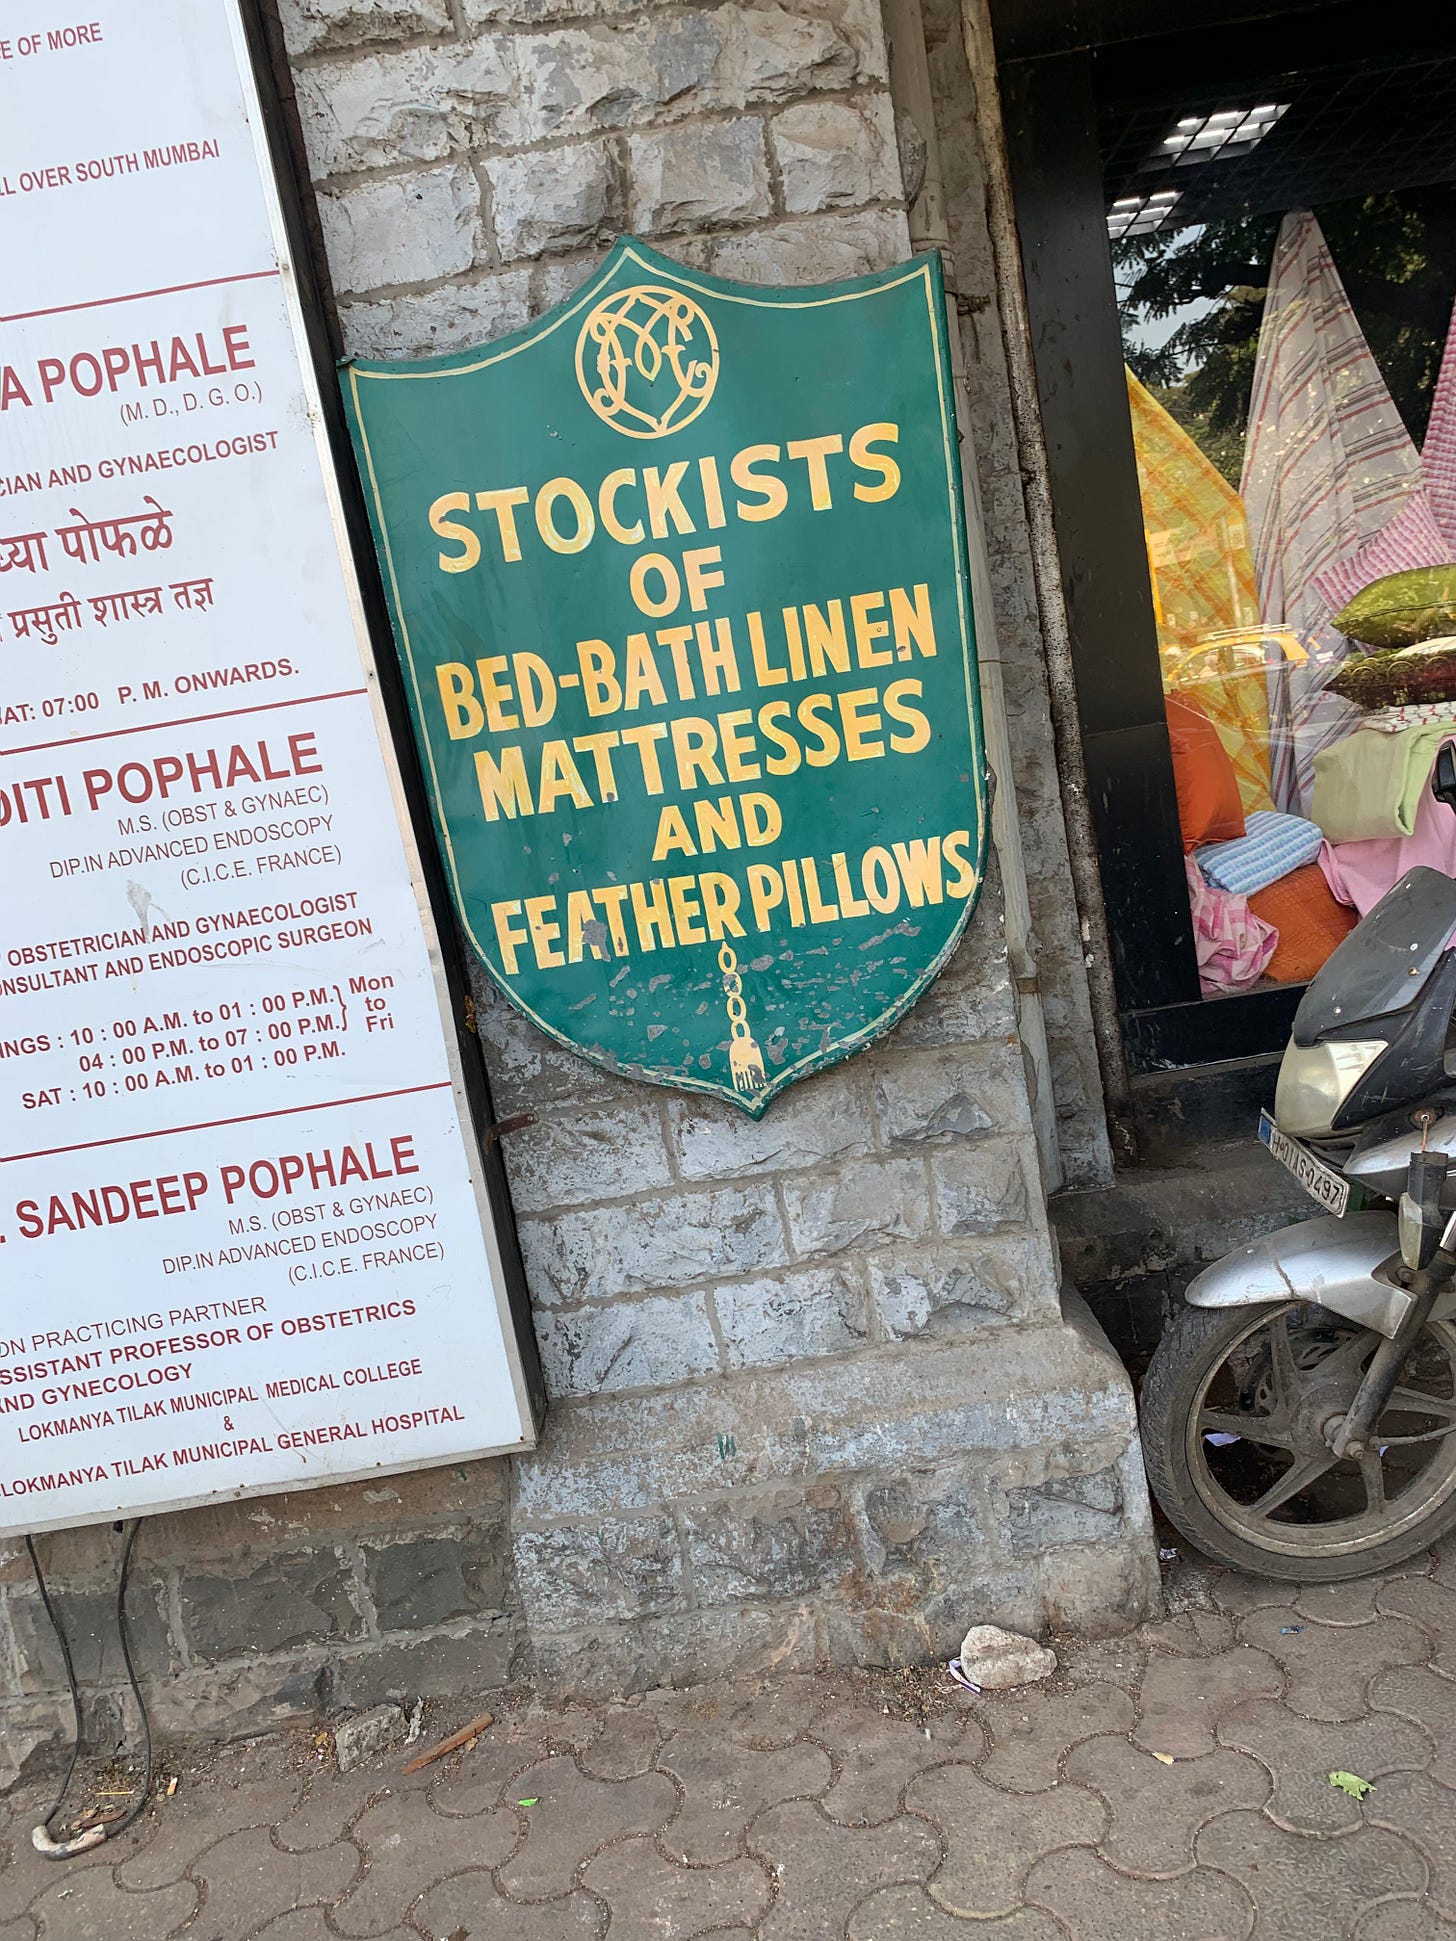 E OF MORE
LL OVER SOUTH MUMBAI
A POPHALE
(M. D., D. G. O.)
CIAN AND GYNAECOLOGIST
ध्या पोफळे
प्रसुती शास्त्र तज्ञ
SAT: 07:00 P. M. ONWARDS.
DITI POPHALE
M.S. (OBST & GYNAEC)
DIP.IN ADVANCED ENDOSCOPY
(C.I.C.E. FRANCE)
OBSTETRICIAN AND GYNAECOLOGIST
ONSULTANT AND ENDOSCOPIC SURGEON
INGS : 10 : 00 A.M. to 01 : 00 P.M.} Mon
04 : 00 P.M. to 07 : 00 P.M. to
Fri
SAT : 10 : 00 A.M. to 01 : 00 P.M.
. SANDEEP POPHALE
M.S. (OBST & GYNAEC)
DIP.IN ADVANCED ENDOSCOPY
(C.I.C.E. FRANCE)
ON PRACTICING PARTNER
ASSISTANT PROFESSOR OF OBSTETRICS
AND GYNECOLOGY
LOKMANYA TILAK MUNICIPAL MEDICAL COLLEGE
&
LOKMANYA TILAK MUNICIPAL GENERAL HOSPITAL
STOCKISTS
OF
BED-BATH LINEN
MATTRESSES
AND
FEATHER PILLOWS